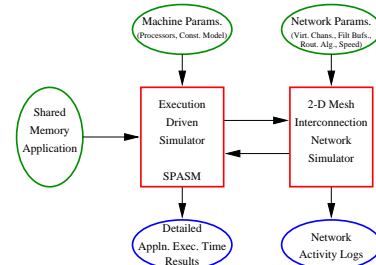 Machine Params.
(Processors, Const. Model)
Network Params.
(Virt. Chans., Flit Bufs.,
Rout. Alg., Speed)
Shared
Memory
Application
Execution
Driven
Simulator
SPASM
2-D Mesh
Interconnection
Network
Simulator
Detailed
Appln. Exec. Time
Results
Network
Activity Logs